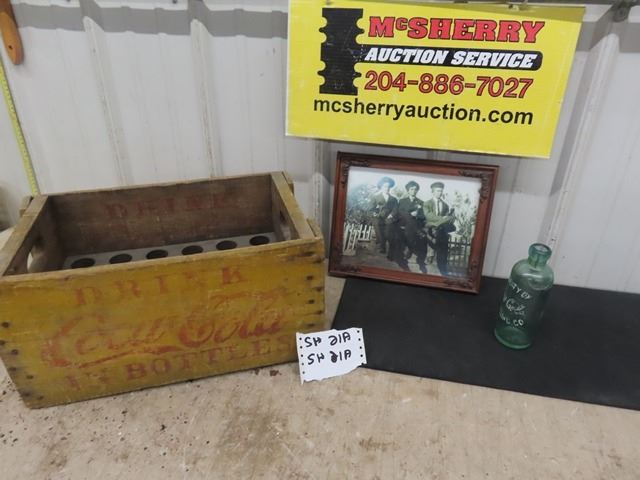 McSHERRY
AUCTION SERVICE
204-886-7027
mcsherryauction.com
DRINK
DRINK
Coca-Cola
IN BOTTLES
SH 21A
SH 21A